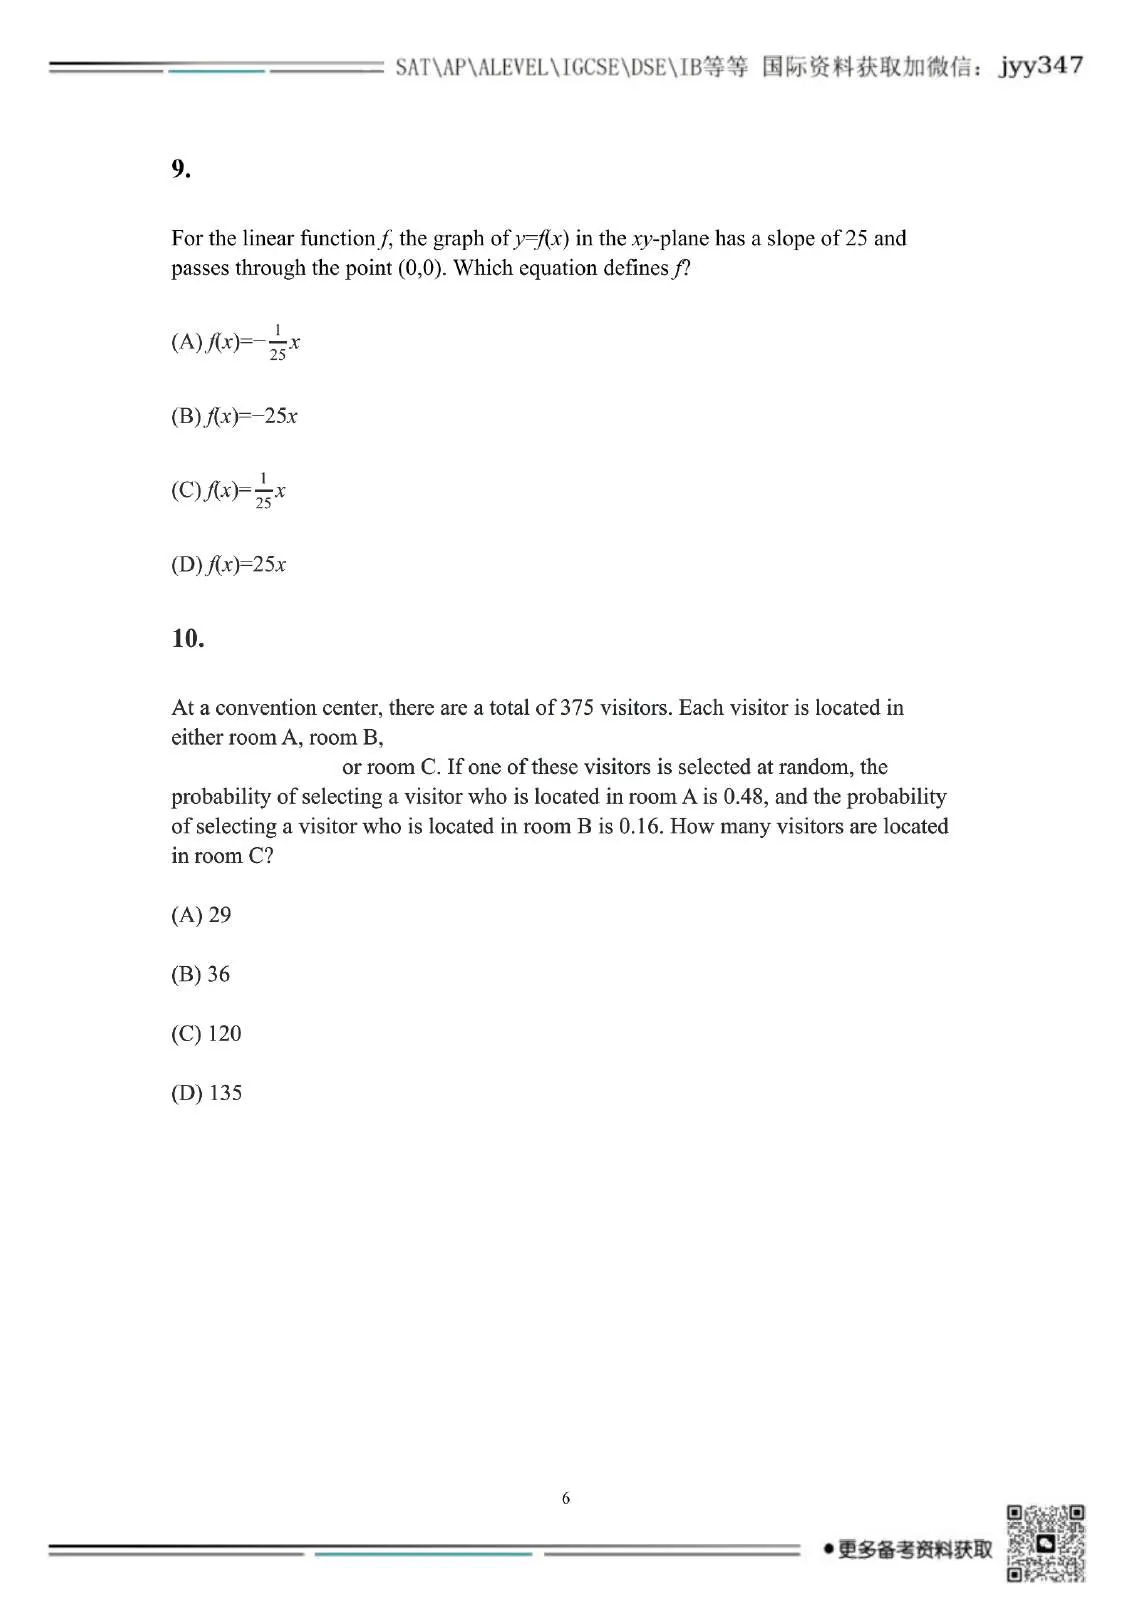 SAT\AP\ALEVEL\IGCSE\DSE\IB等等 国际资料获取加微信：jyy347
9.
For the linear function f, the graph of y=f(x) in the xy-plane has a slope of 25 and
passes through the point (0,0). Which equation defines f?
(A) f(x)=−1/25x
(B) f(x)=−25x
(C) f(x)=1/25x
(D) f(x)=25x
10.
At a convention center, there are a total of 375 visitors. Each visitor is located in
either room A, room B,
or room C. If one of these visitors is selected at random, the
probability of selecting a visitor who is located in room A is 0.48, and the probability
of selecting a visitor who is located in room B is 0.16. How many visitors are located
in room C?
(A) 29
(B) 36
(C) 120
(D) 135
6
●更多备考资料获取